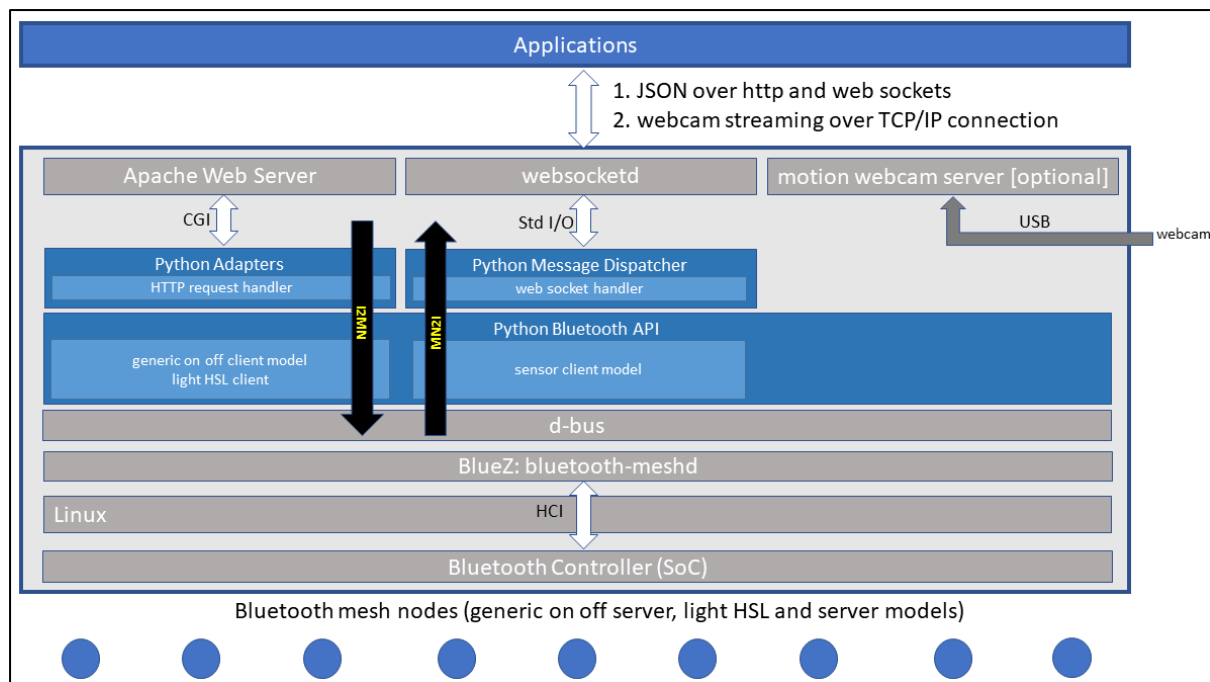 Applications
1. JSON over http and web sockets
2. webcam streaming over TCP/IP connection
Apache Web Server
websocketd
motion webcam server [optional]
CGI
Std I/O
USB
webcam
Python Adapters
HTTP request handler
Python Message Dispatcher
web socket handler
I2MN
MN2I
Python Bluetooth API
generic on off client model
light HSL client
sensor client model
d-bus
BlueZ: bluetooth-meshd
Linux
HCI
Bluetooth Controller (SoC)
Bluetooth mesh nodes (generic on off server, light HSL and server models)